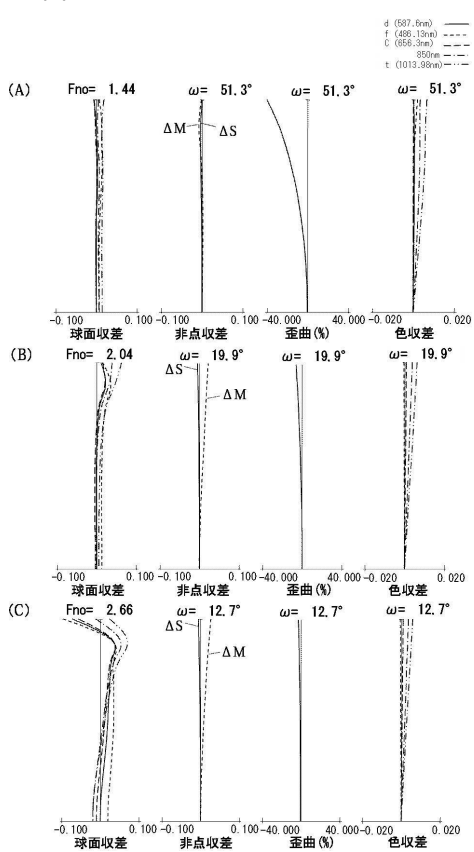 d (587.6nm)
f (486.13nm)
C (656.3nm)
850nm
t (1013.98nm)
(A) Fno= 1.44 ω= 51.3° ω= 51.3° ω= 51.3°
ΔM ΔS
-0.100 0.100 -0.100 0.100 -40.000 40.000 -0.020 0.020
球面収差 非点収差 歪曲(%) 色収差
(B) Fno= 2.04 ω= 19.9° ω= 19.9° ω= 19.9°
ΔS
ΔM
-0.100 0.100 -0.100 0.100 -40.000 40.000 -0.020 0.020
球面収差 非点収差 歪曲(%) 色収差
(C) Fno= 2.66 ω= 12.7° ω= 12.7° ω= 12.7°
ΔS
ΔM
-0.100 0.100 -0.100 0.100 -40.000 40.000 -0.020 0.020
球面収差 非点収差 歪曲(%) 色収差